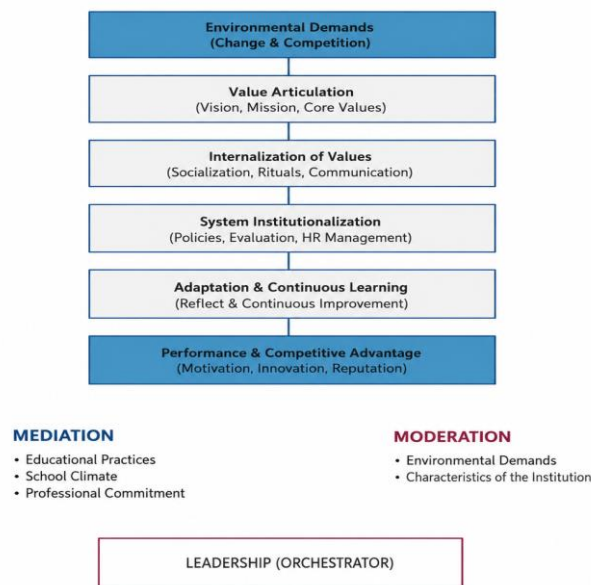 Environmental Demands
(Change & Competition)
Value Articulation
(Vision, Mission, Core Values)
Internalization of Values
(Socialization, Rituals, Communication)
System Institutionalization
(Policies, Evaluation, HR Management)
Adaptation & Continuous Learning
(Reflect & Continuous Improvement)
Performance & Competitive Advantage
(Motivation, Innovation, Reputation)
MEDIATION
• Educational Practices
• School Climate
• Professional Commitment
MODERATION
• Environmental Demands
• Characteristics of the Institution
LEADERSHIP (ORCHESTRATOR)